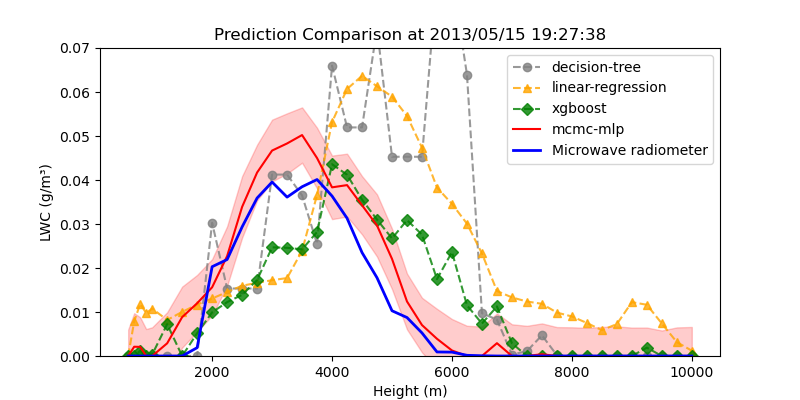 Prediction Comparison at 2013/05/15 19:27:38
0.07
0.06
0.05
0.04
0.03
0.02
0.01
0.00
LWC (g/m³)
decision-tree
linear-regression
xgboost
mcmc-mlp
Microwave radiometer
2000 4000 6000 8000 10000
Height (m)